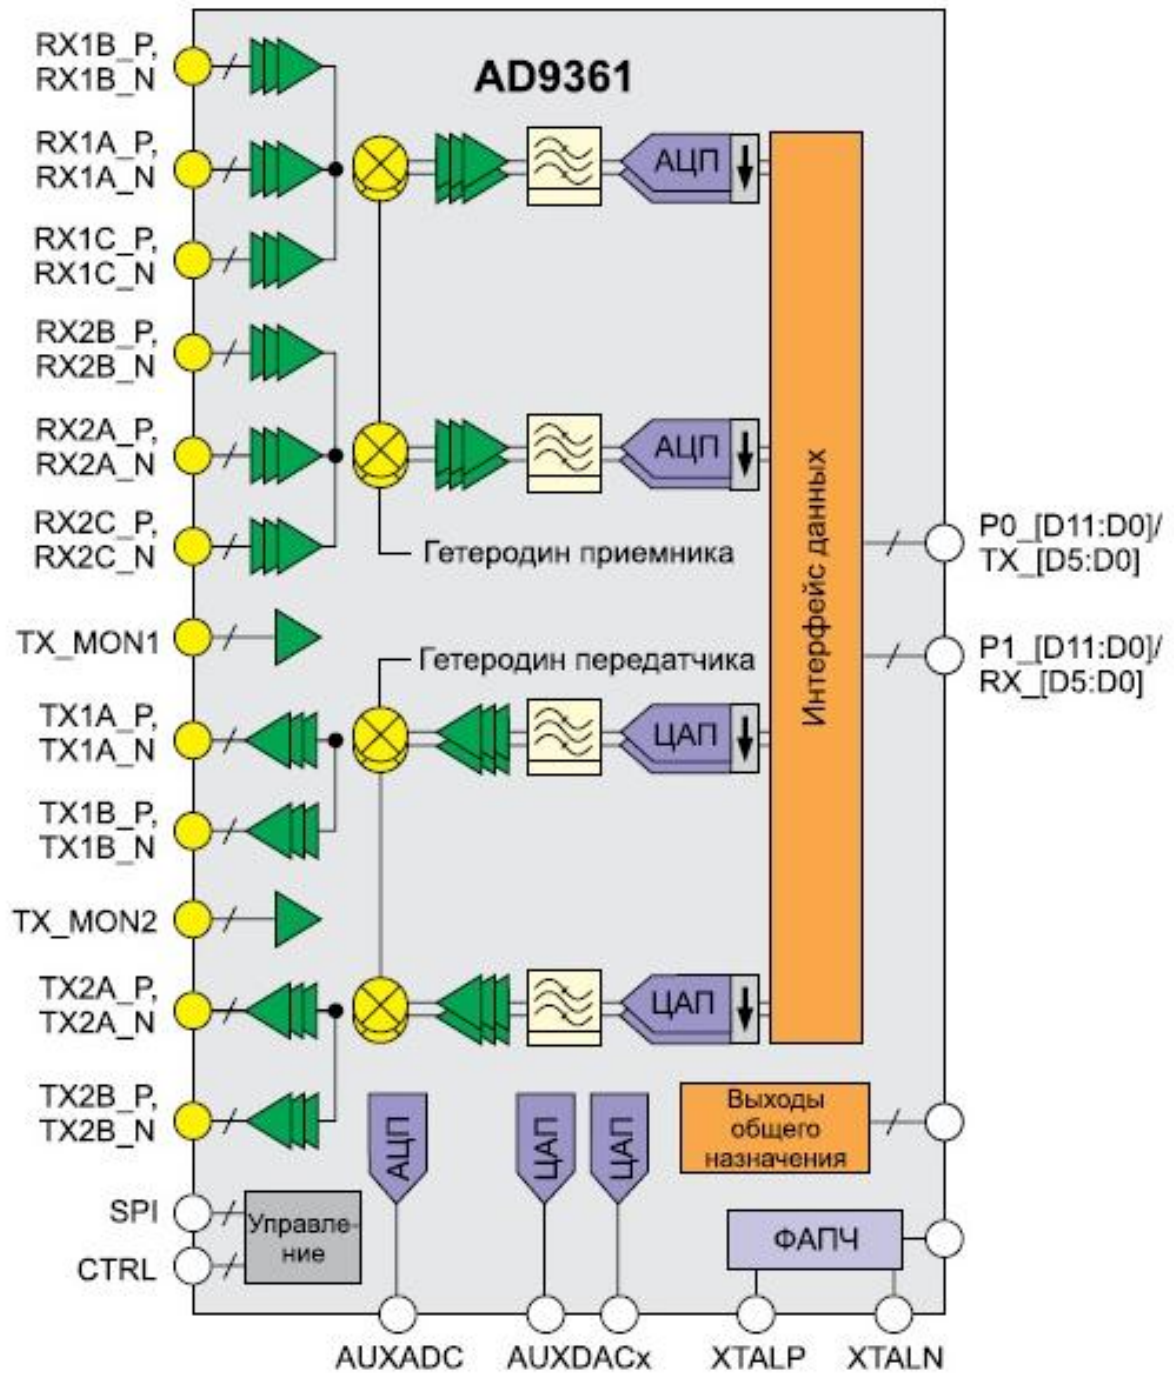 AD9361
RX1B_P,
RX1B_N
RX1A_P,
RX1A_N
RX1C_P,
RX1C_N
RX2B_P,
RX2B_N
RX2A_P,
RX2A_N
RX2C_P,
RX2C_N
TX_MON1
TX1A_P,
TX1A_N
TX1B_P,
TX1B_N
TX_MON2
TX2A_P,
TX2A_N
TX2B_P,
TX2B_N
SPI
CTRL
Управле-
ние
АЦП
АЦП
Гетеродин приемника
Гетеродин передатчика
ЦАП
ЦАП
Интерфейс данных
P0_[D11:D0]/
TX_[D5:D0]
P1_[D11:D0]/
RX_[D5:D0]
АЦП
ЦАП
ЦАП
Выходы
общего
назначения
ФАПЧ
AUXADC
AUXDACx
XTALP
XTALN